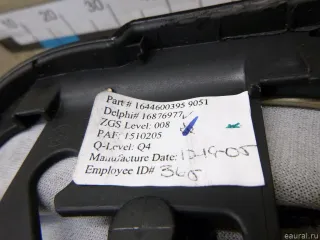 Part # 1644600395 9051
Delphi# 16876977
ZGS Level: 008
PAF: 1510205
Q-Level: Q4
Manufacture Date: 12-19-05
Employee ID#
eaural.ru